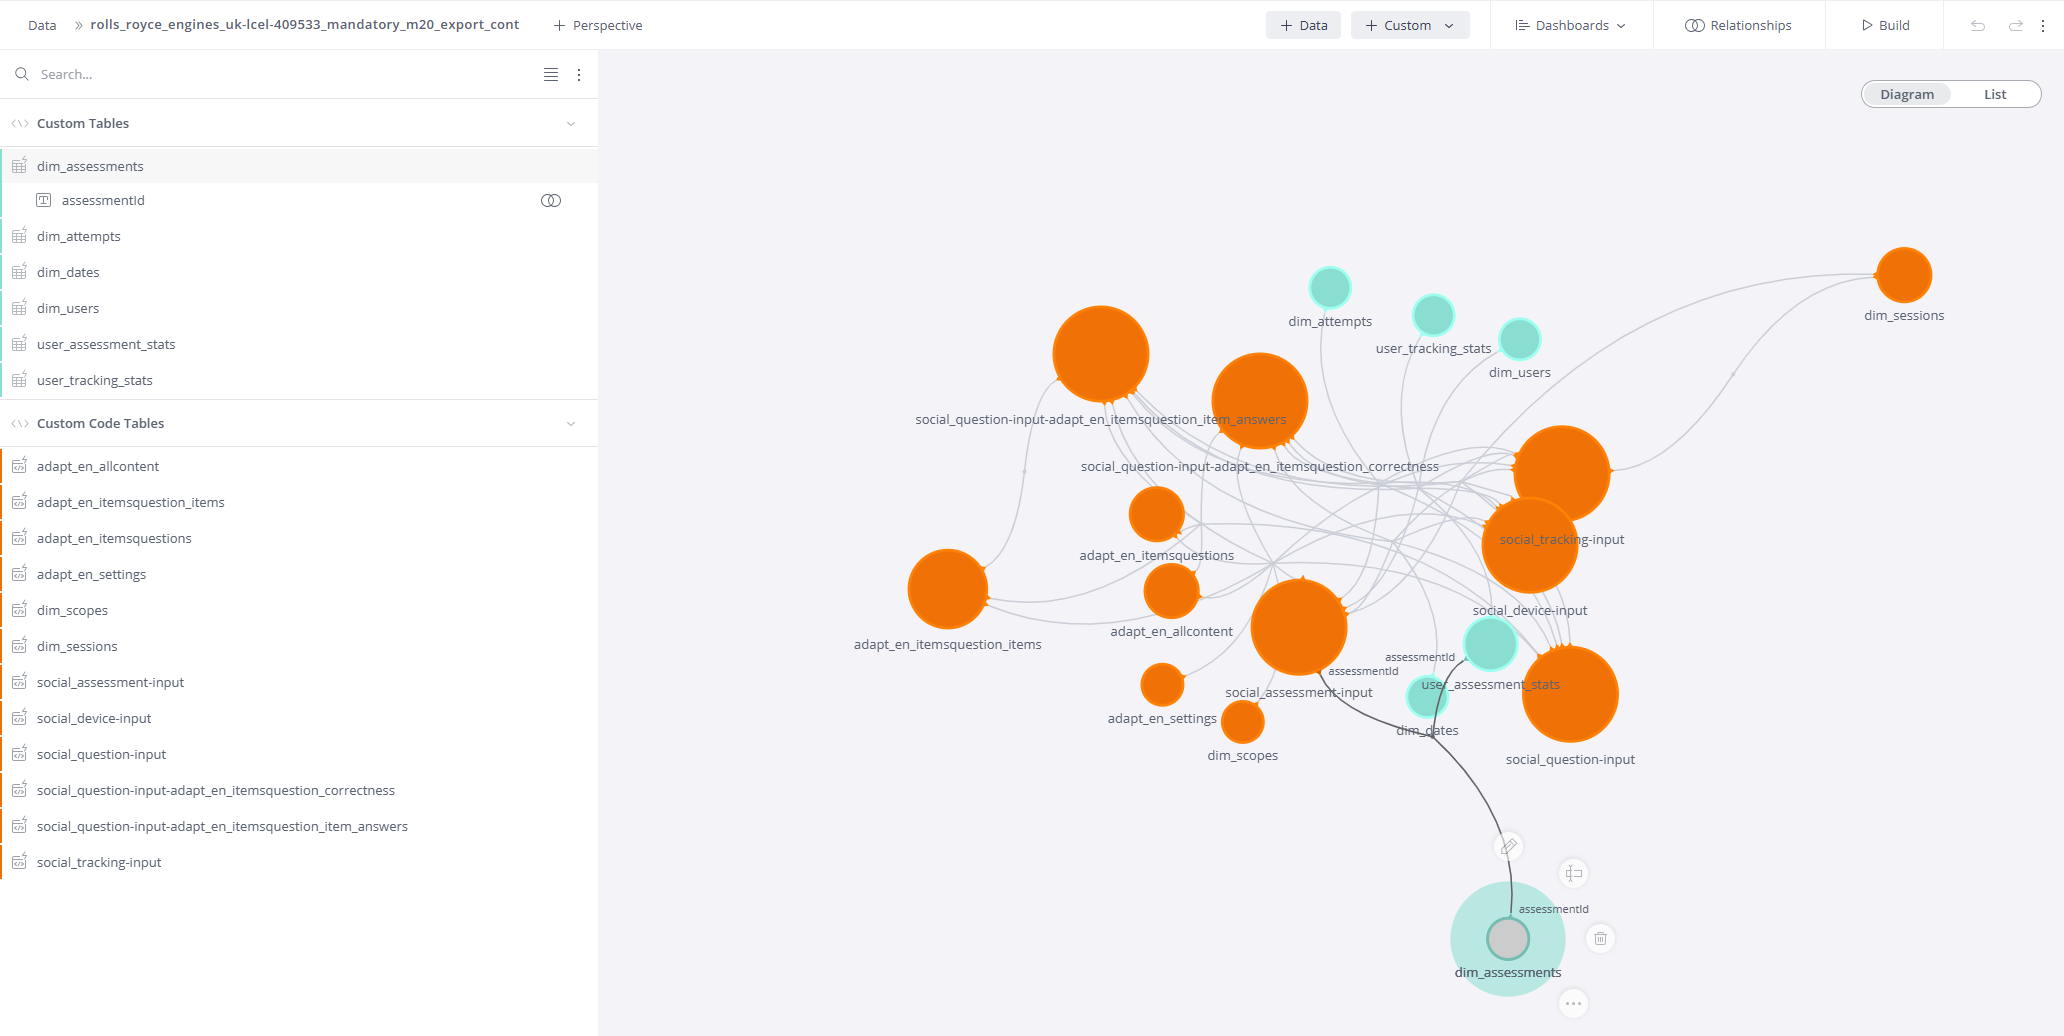 Data » rolls_royce_engines_uk-lcel-409533_mandatory_m20_export_cont + Perspective + Data + Custom Dashboards Relationships Build
Search...
Diagram List
Custom Tables
dim_assessments
assessmentId
dim_attempts
dim_dates
dim_users
user_assessment_stats
user_tracking_stats
Custom Code Tables
adapt_en_allcontent
adapt_en_itemsquestion_items
adapt_en_itemsquestions
adapt_en_settings
dim_scopes
dim_sessions
social_assessment-input
social_device-input
social_question-input
social_question-input-adapt_en_itemsquestion_correctness
social_question-input-adapt_en_itemsquestion_item_answers
social_tracking-input
dim_sessions
dim_attempts
user_tracking_stats
dim_users
social_question-input-adapt_en_itemsquestion_item_answers
social_question-input-adapt_en_itemsquestion_correctness
social_tracking-input
adapt_en_itemsquestions
social_device-input
adapt_en_allcontent
adapt_en_itemsquestion_items
assessmentId
assessmentId
user_assessment_stats
social_assessment-input
adapt_en_settings
dim_dates
dim_scopes
social_question-input
assessmentId
dim_assessments